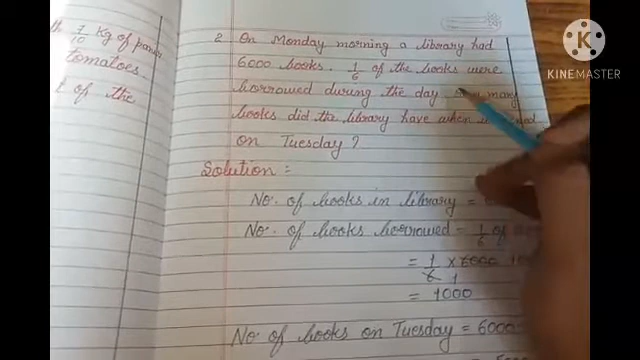 7/10 Kg of
tomatoes.
of the
2 On Monday morning a library had
6000 books. 1/6 of the books were
borrowed during the day many
books did the library have when
on Tuesday?
Solution =
No. of books in library =
No. of books borrowed = 1/6 of
= 1/6 × 6000
1
= 1000
No. of books on Tuesday = 6000
KINEMASTER